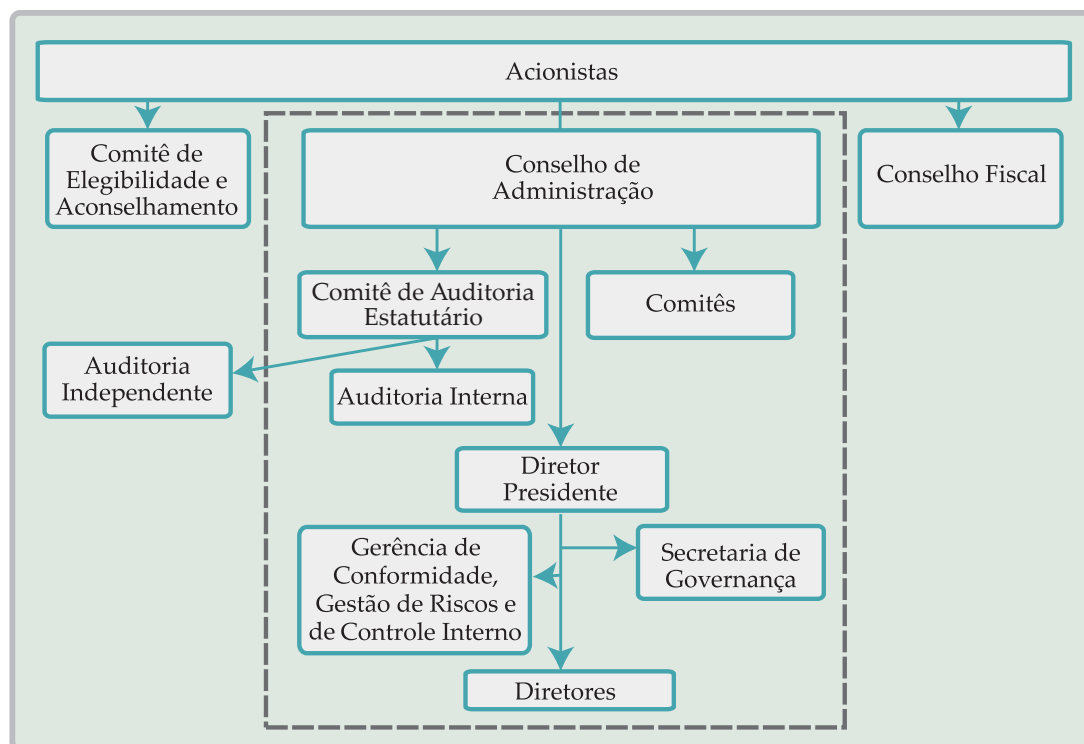 Acionistas
Comitê de
Elegibilidade e
Aconselhamento
Conselho de
Administração
Conselho Fiscal
Comitê de Auditoria
Estatutário
Comitês
Auditoria
Independente
Auditoria Interna
Diretor
Presidente
Gerência de
Conformidade,
Gestão de Riscos e
de Controle Interno
Secretaria de
Governança
Diretores